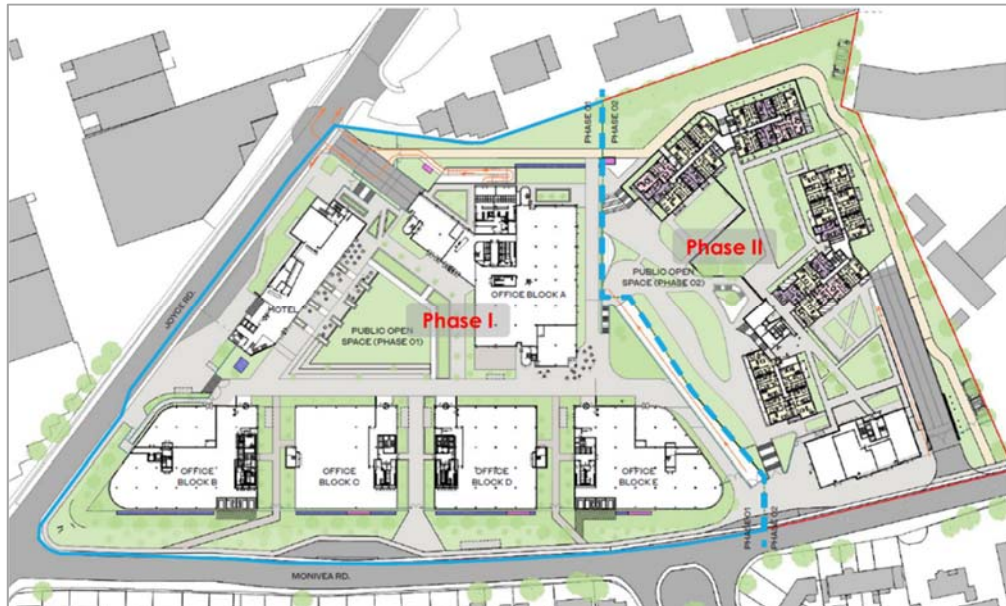 PHASE 01
PHASE 02
JOYCE RD.
HOTEL
OFFICE BLOCK A
Phase I
PUBLIC OPEN
SPACE (PHASE 01)
Phase II
PUBLIC OPEN
SPACE (PHASE 02)
OFFICE
BLOCK B
OFFICE
BLOCK C
OFFICE
BLOCK D
OFFICE
BLOCK E
PHASE 01
PHASE 02
MONIVEA RD.